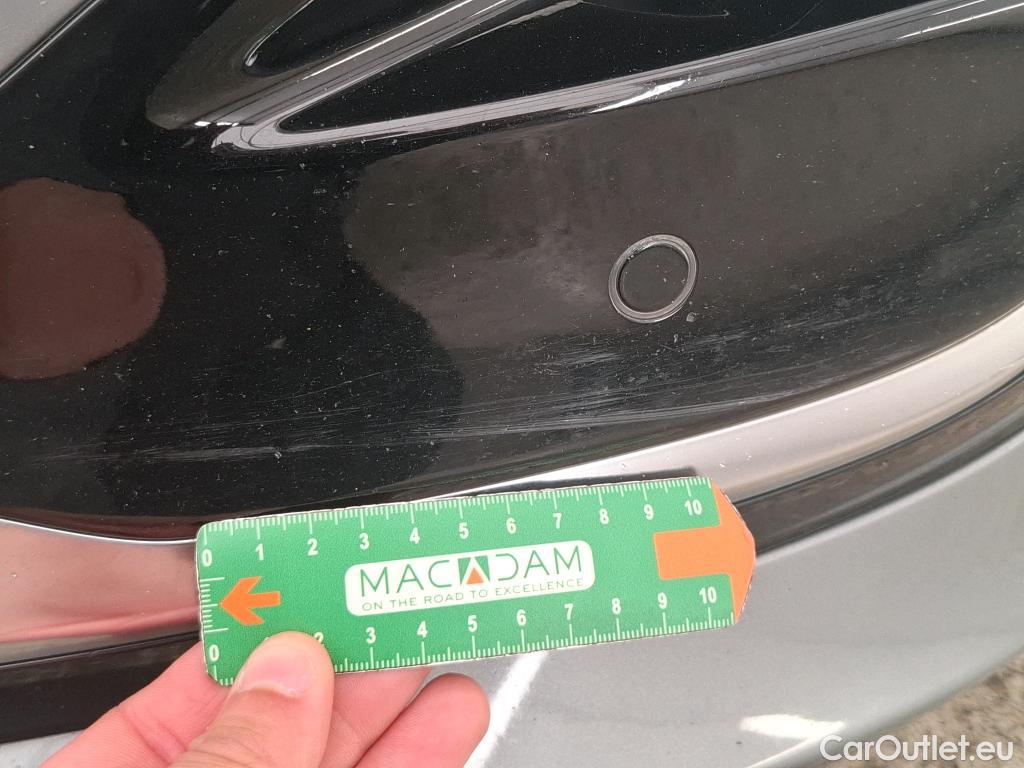 0 1 2 3 4 5 6 7 8 9 10
MACADAM
ON THE ROAD TO EXCELLENCE
0 2 3 4 5 6 7 8 9 10
CarOutlet.eu